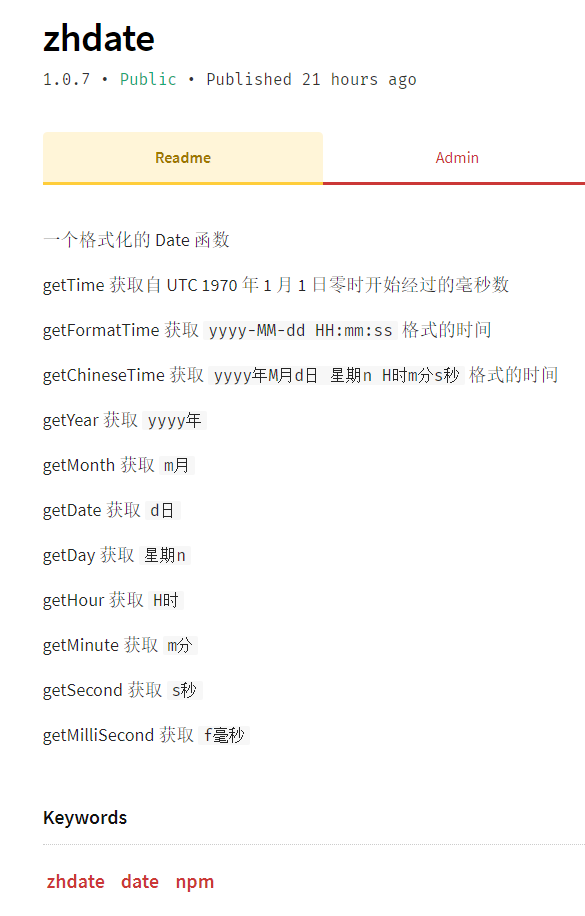 zhdate
1.0.7 • Public • Published 21 hours ago
Readme Admin
一个格式化的 Date 函数
getTime 获取自 UTC 1970 年 1 月 1 日零时开始经过的毫秒数
getFormatTime 获取 yyyy-MM-dd HH:mm:ss 格式的时间
getChineseTime 获取 yyyy年M月d日 星期n H时m分s秒 格式的时间
getYear 获取 yyyy年
getMonth 获取 m月
getDate 获取 d日
getDay 获取 星期n
getHour 获取 H时
getMinute 获取 m分
getSecond 获取 s秒
getMilliSecond 获取 f毫秒
Keywords
zhdate date npm